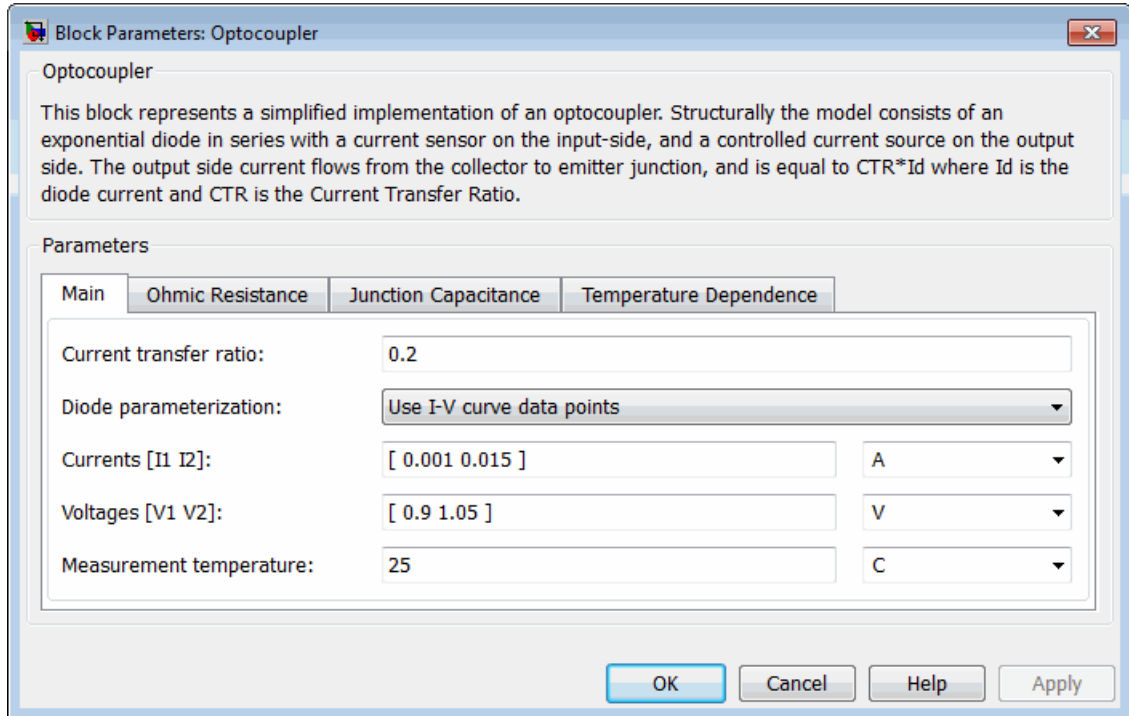 Block Parameters: Optocoupler
Optocoupler
This block represents a simplified implementation of an optocoupler. Structurally the model consists of an
exponential diode in series with a current sensor on the input-side, and a controlled current source on the output
side. The output side current flows from the collector to emitter junction, and is equal to CTR*Id where Id is the
diode current and CTR is the Current Transfer Ratio.
Parameters
Main Ohmic Resistance Junction Capacitance Temperature Dependence
Current transfer ratio: 0.2
Diode parameterization: Use I-V curve data points
Currents [I1 I2]: [ 0.001 0.015 ] A
Voltages [V1 V2]: [ 0.9 1.05 ] V
Measurement temperature: 25 C
OK Cancel Help Apply